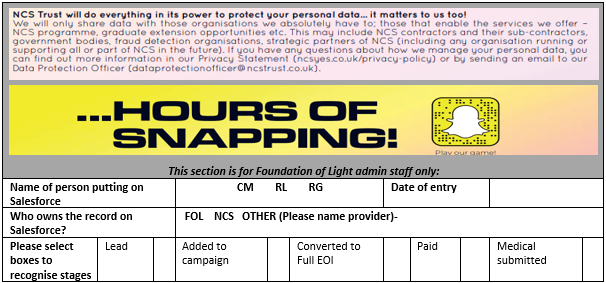 NCS Trust will do everything in its power to protect your personal data... it matters to us too!
We will only share data with those organisations we absolutely have to; those that enable the services we offer -
NCS programme, graduate extension opportunities etc. This may include NCS contractors and their sub-contractors,
government bodies, fraud detection organisations, strategic partners of NCS (including any organisation running or
supporting all or part of NCS in the future). If you have any questions about how we manage your personal data, you
can find out more information in our Privacy Statement (ncsyes.co.uk/privacy-policy) or by sending an email to our
Data Protection Officer (dataprotectionofficer@ncstrust.co.uk).
...HOURS OF
SNAPPING!
Play our game!
This section is for Foundation of Light admin staff only:
Name of person putting on
Salesforce
CM RL RG
Date of entry
Who owns the record on
Salesforce?
FOL NCS OTHER (Please name provider)-
Please select
boxes to
recognise stages
Lead
Added to
campaign
Converted to
Full EOI
Paid
Medical
submitted